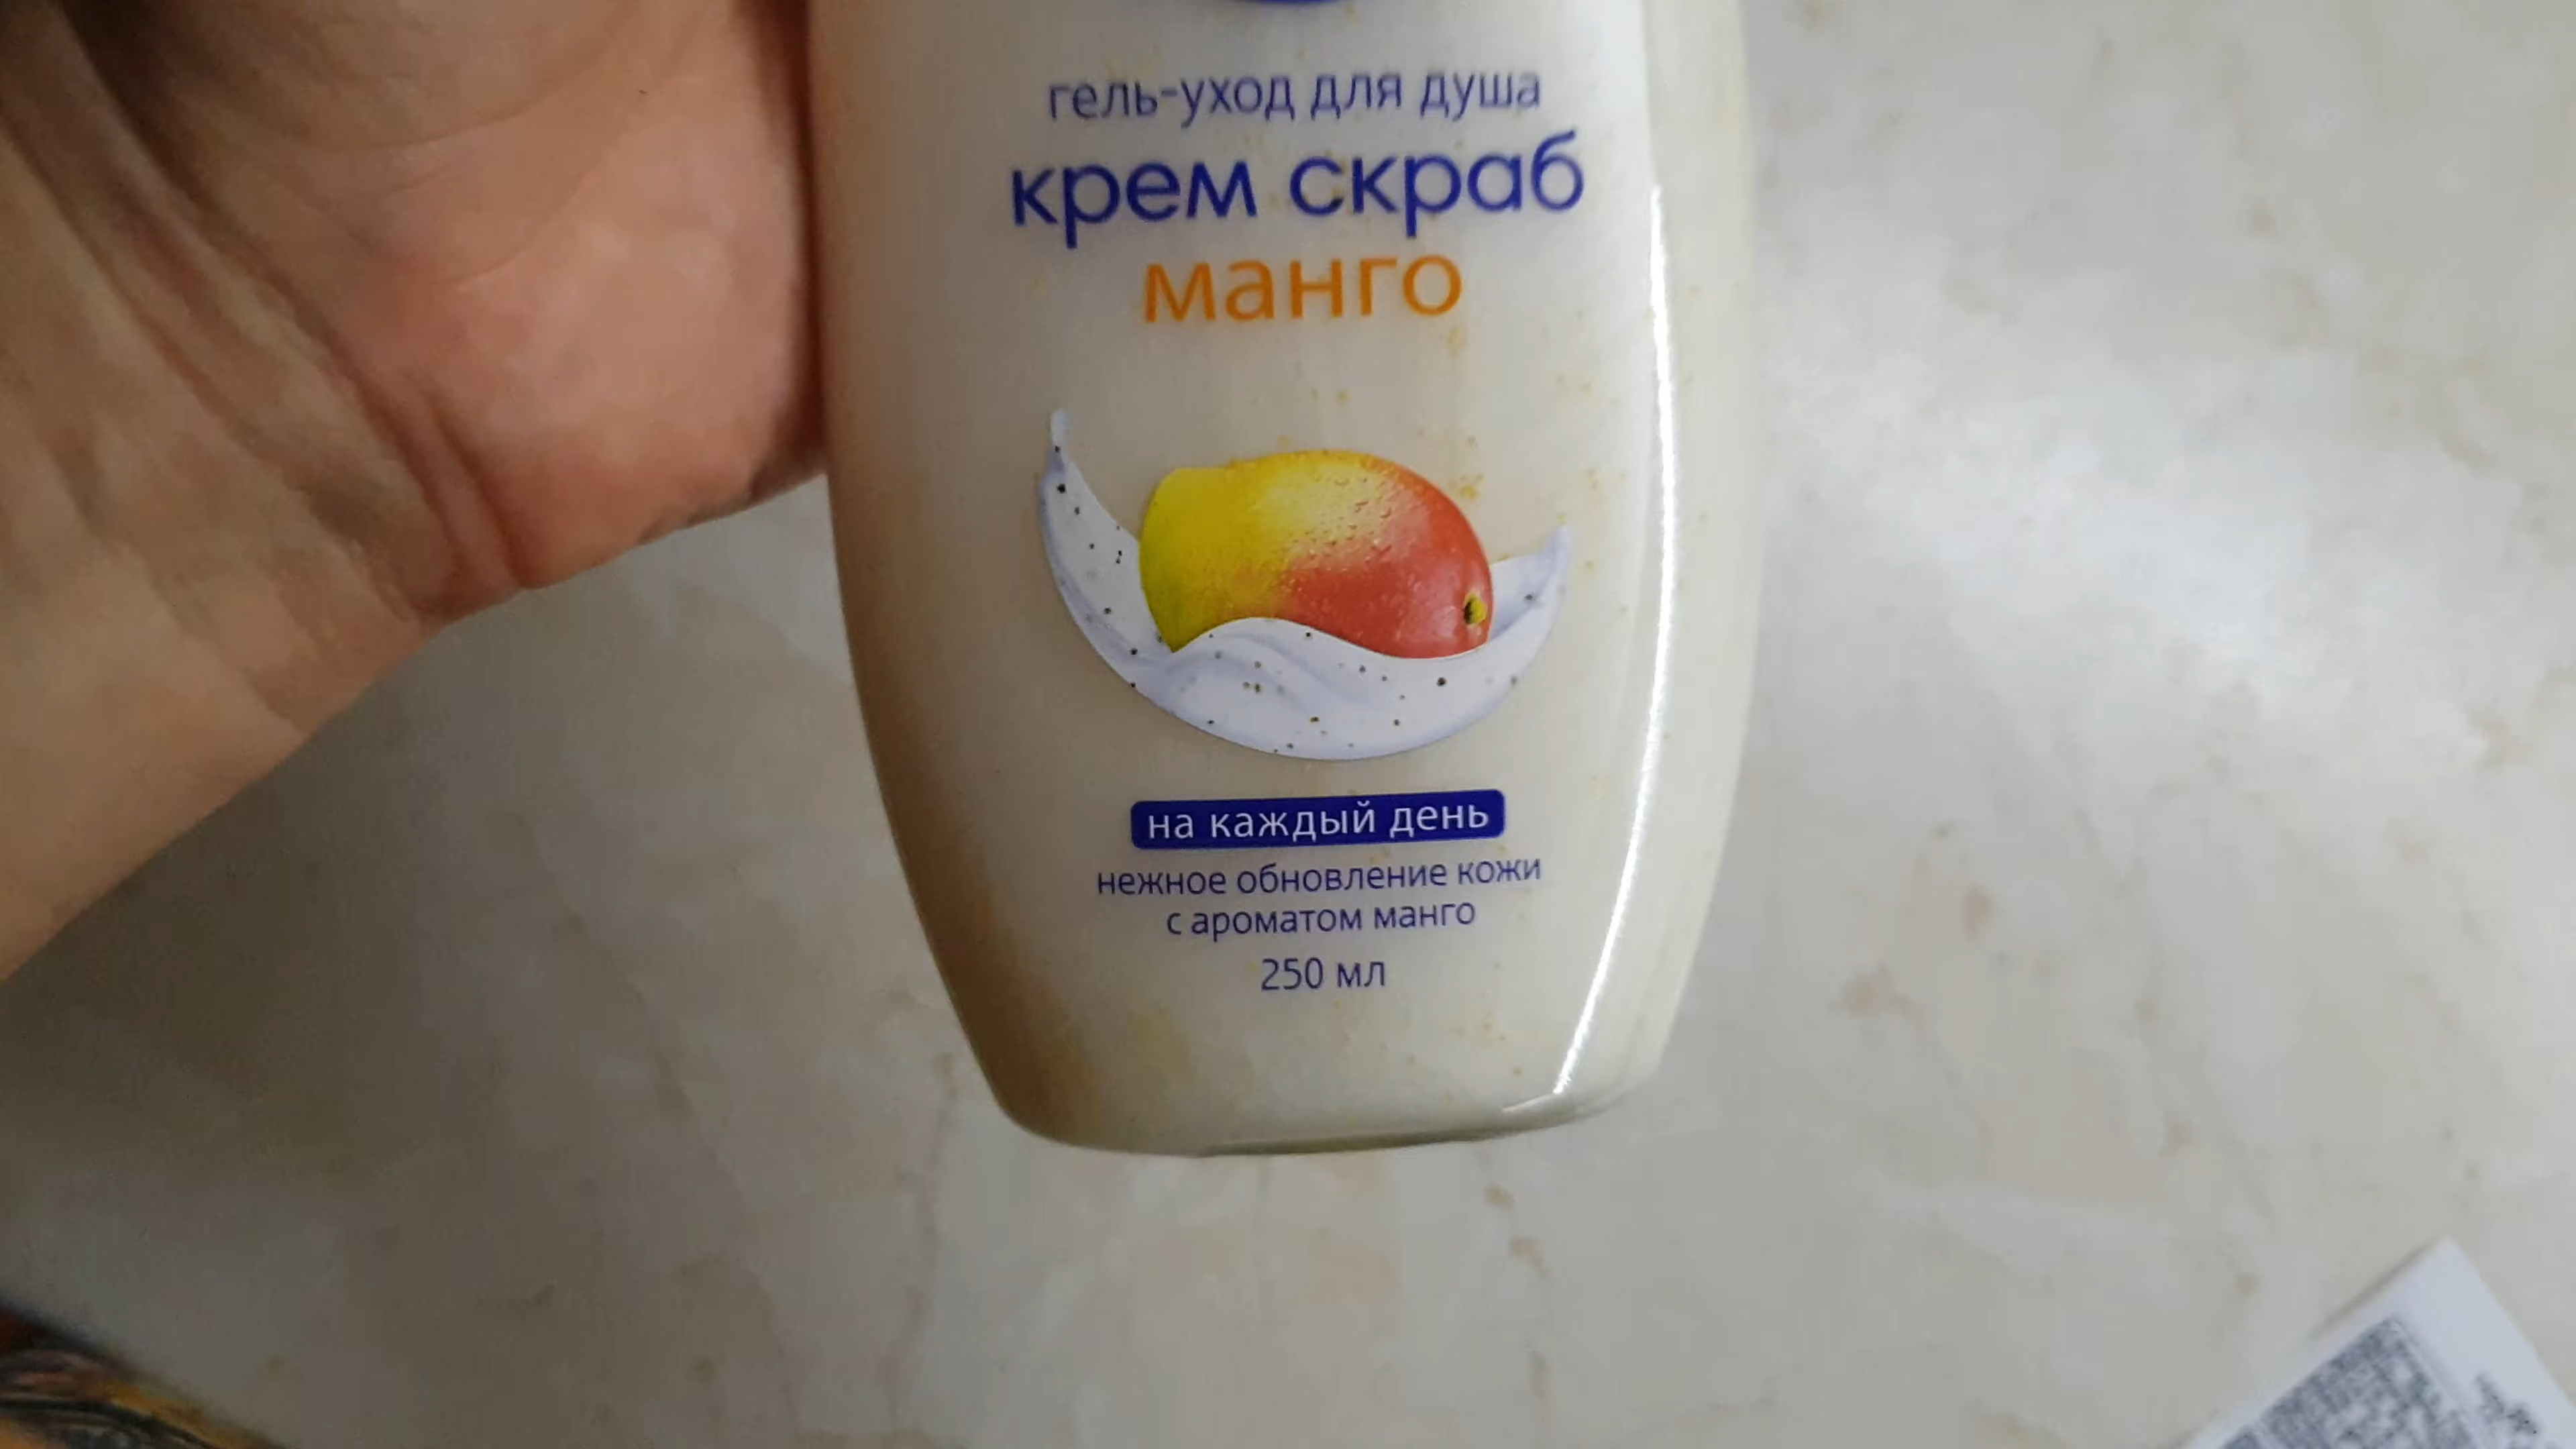 гель-уход для душа
крем скраб
манго
на каждый день
нежное обновление кожи
с ароматом манго
250 мл